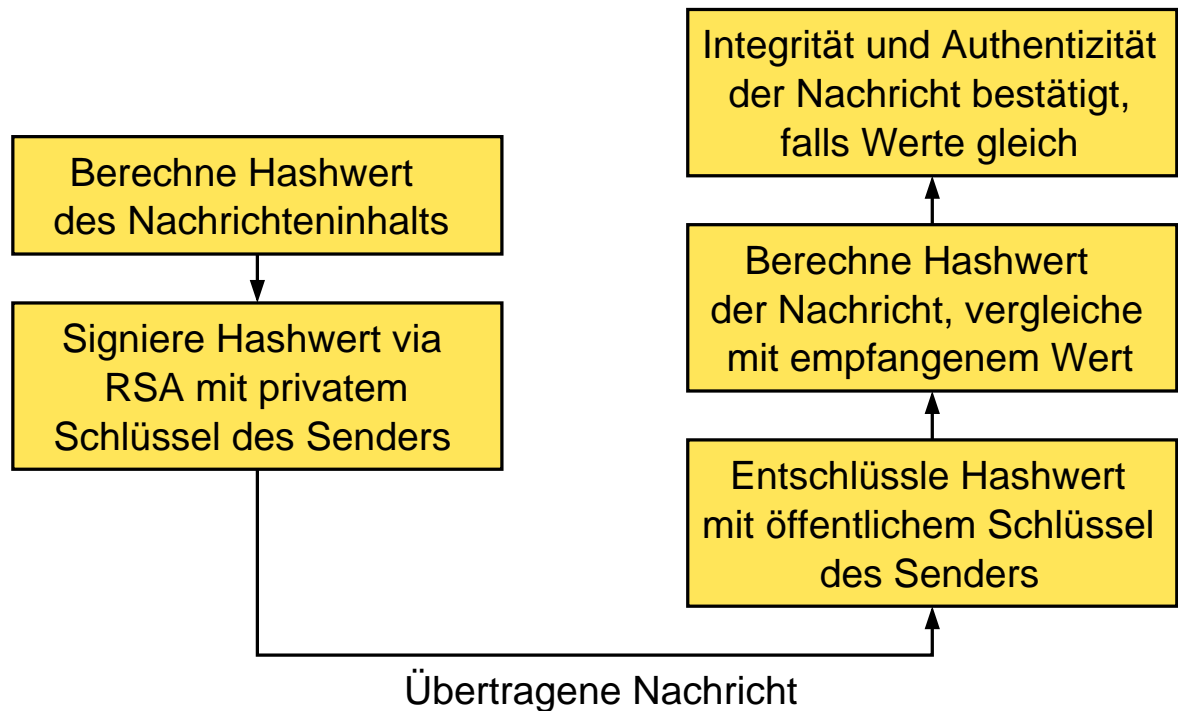 Berechne Hashwert
des Nachrichteninhalts
Signiere Hashwert via
RSA mit privatem
Schlüssel des Senders
Übertragene Nachricht
Entschlüssle Hashwert
mit öffentlichem Schlüssel
des Senders
Berechne Hashwert
der Nachricht, vergleiche
mit empfangenem Wert
Integrität und Authentizität
der Nachricht bestätigt,
falls Werte gleich